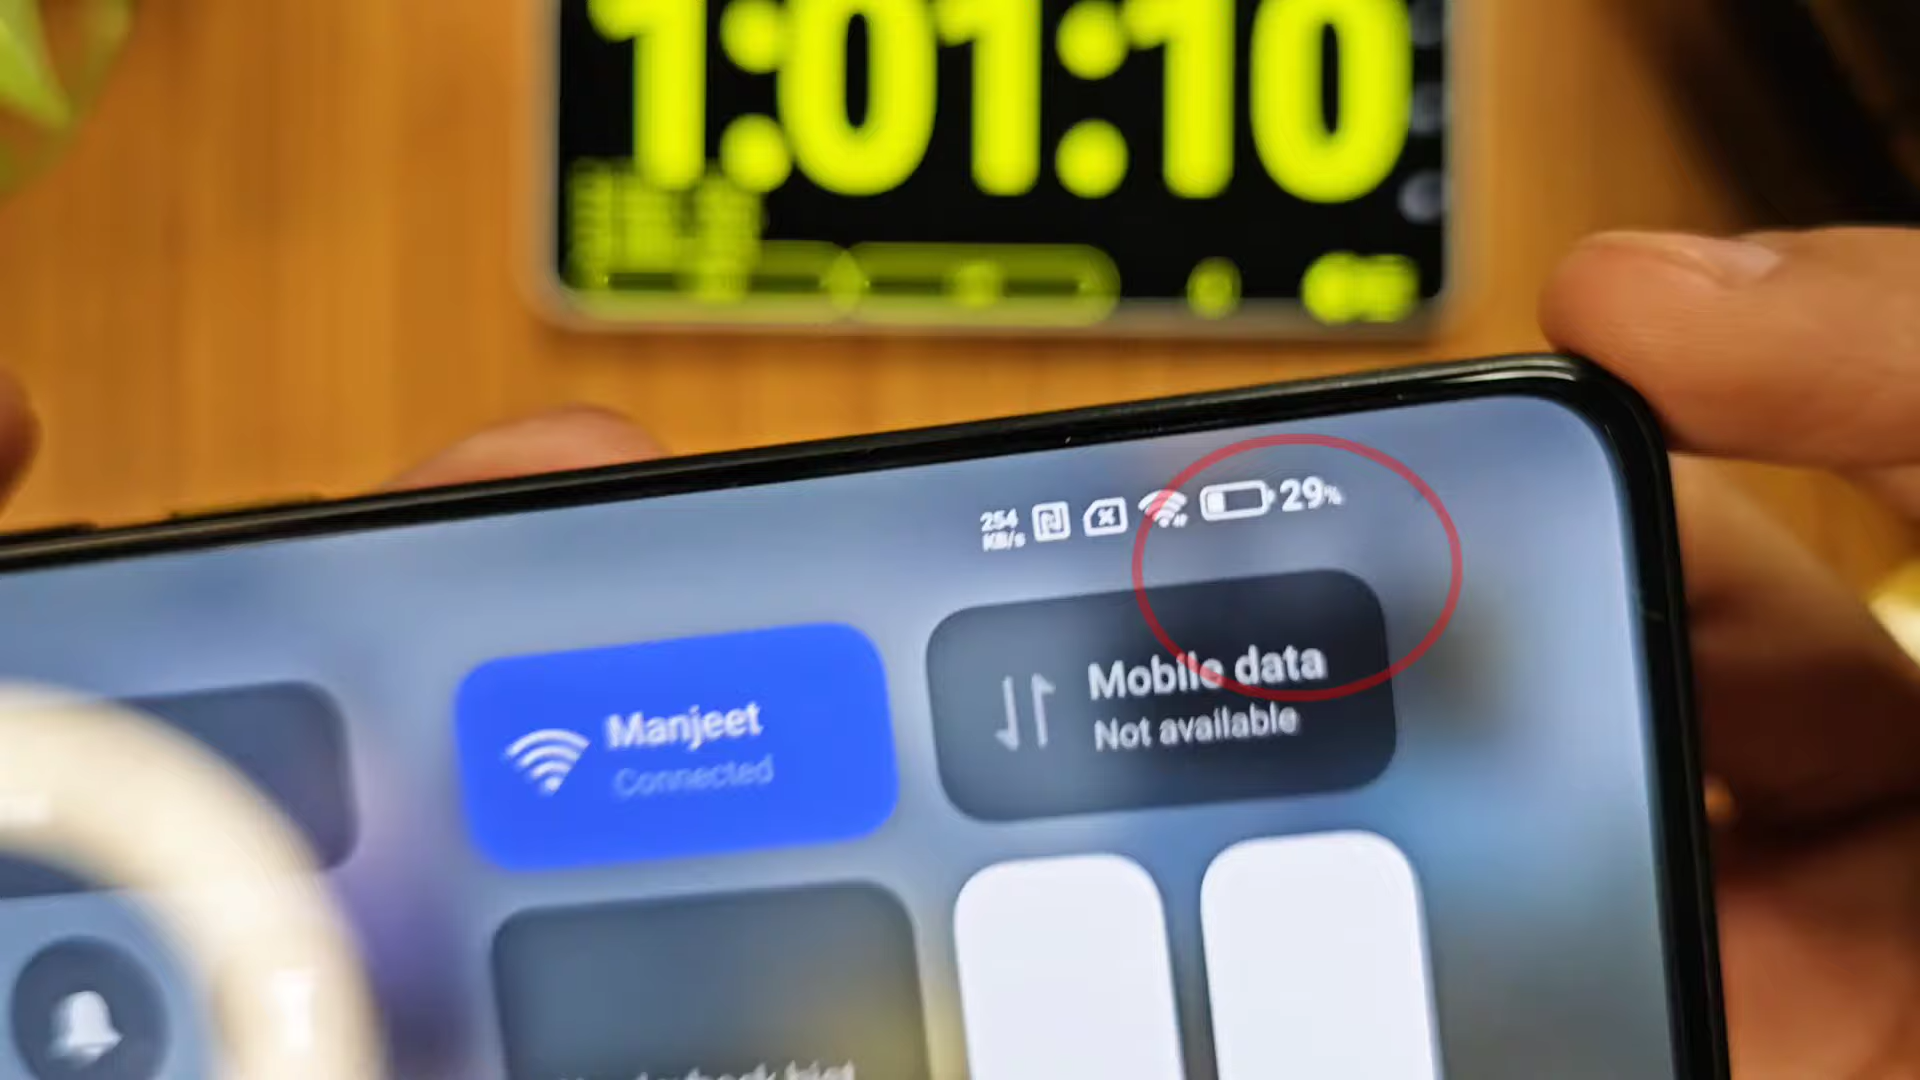 1:01:10
254
KB/s
29%
Manjeet
Connected
Mobile data
Not available